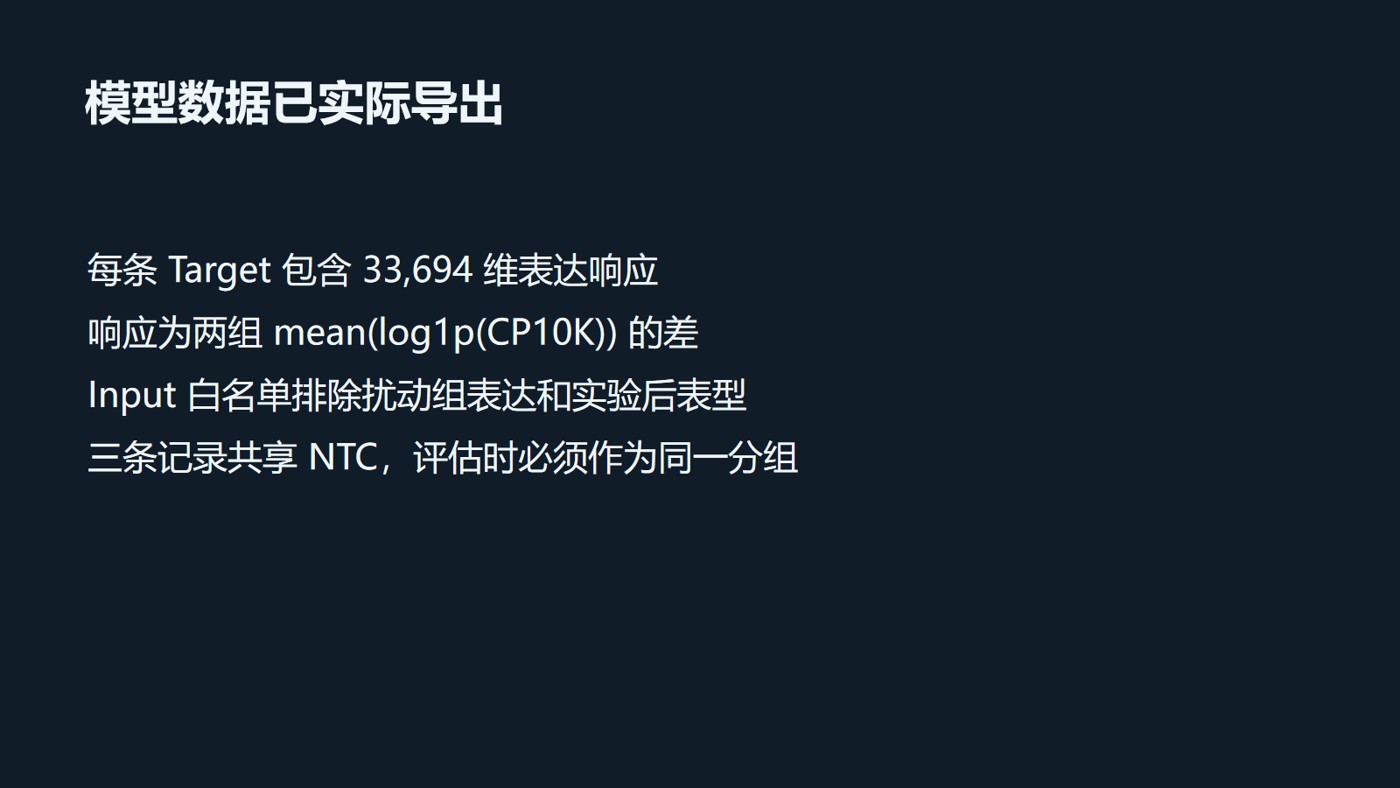 模型数据已实际导出
每条 Target 包含 33,694 维表达响应
响应为两组 mean(log1p(CP10K)) 的差
Input 白名单排除扰动组表达和实验后表型
三条记录共享 NTC，评估时必须作为同一分组